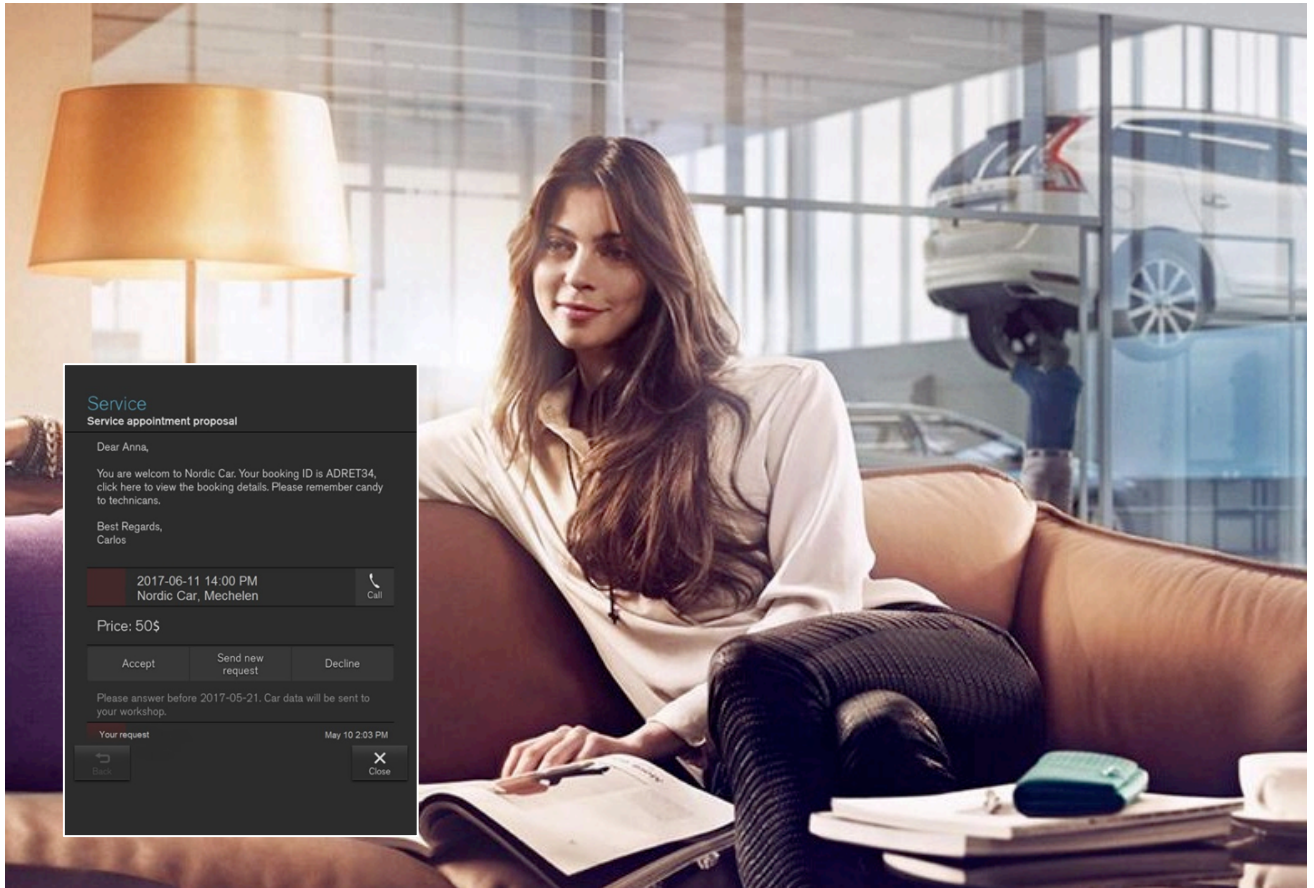 Service
Service appointment proposal
Dear Anna,
You are welcom to Nordic Car. Your booking ID is ADRET34,
click here to view the booking details. Please remember candy
to technicans.
Best Regards,
Carlos
2017-06-11 14:00 PM
Nordic Car, Mechelen
Call
Price: 50$
Accept
Send new
request
Decline
Please answer before 2017-05-21. Car data will be sent to
your workshop.
Your request
May 10 2:03 PM
Back
Close